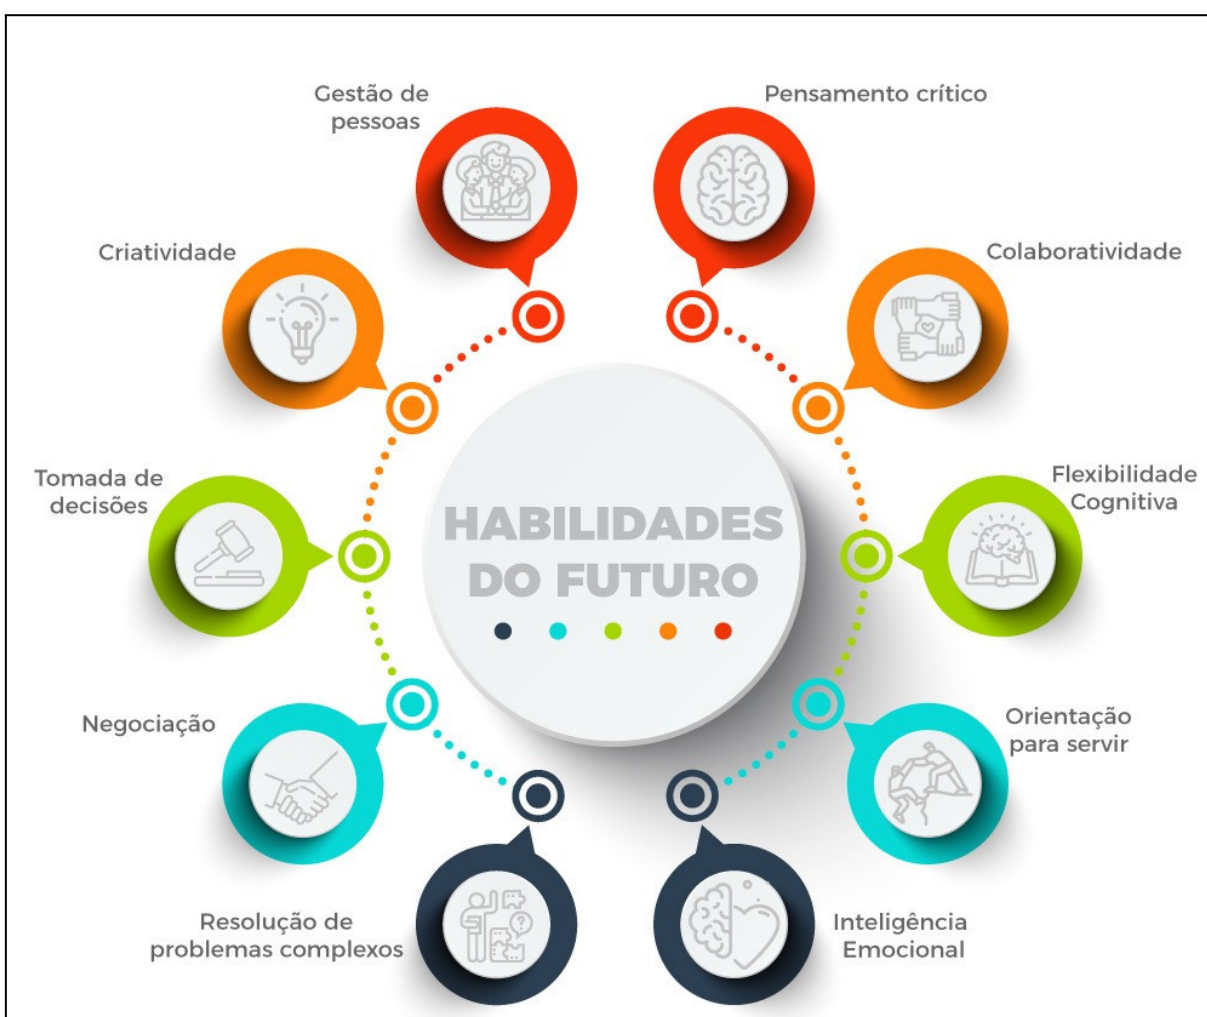 Gestão de
pessoas
Pensamento crítico
Criatividade
Colaboratividade
Tomada de
decisões
Flexibilidade
Cognitiva
HABILIDADES
DO FUTURO
Negociação
Orientação
para servir
Resolução de
problemas complexos
Inteligência
Emocional